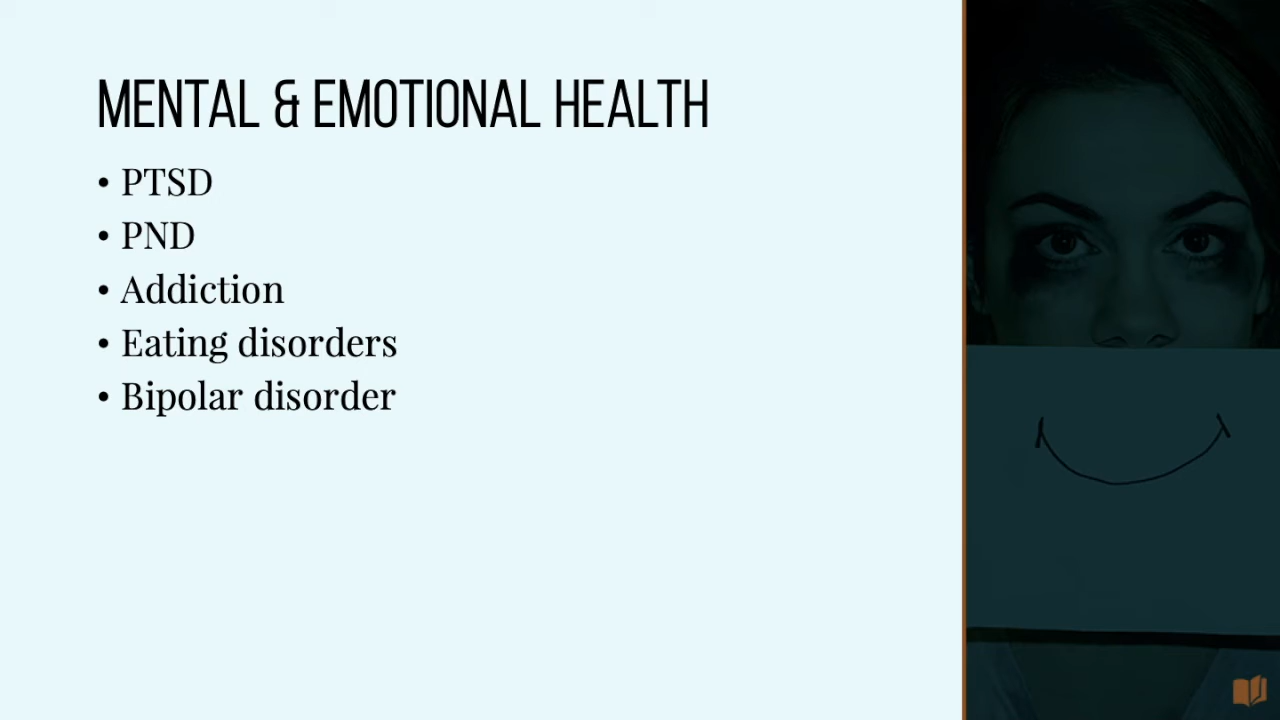 MENTAL & EMOTIONAL HEALTH
• PTSD
• PND
• Addiction
• Eating disorders
• Bipolar disorder